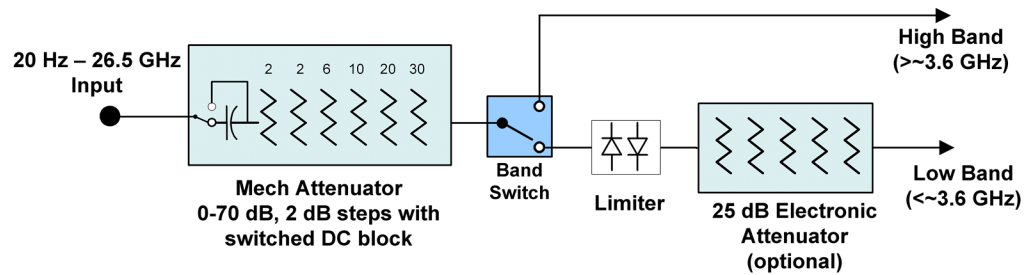 20 Hz – 26.5 GHz
Input
2 2 6 10 20 30
Mech Attenuator
0-70 dB, 2 dB steps with
switched DC block
Band
Switch
Limiter
25 dB Electronic
Attenuator
(optional)
High Band
(>~3.6 GHz)
Low Band
(<~3.6 GHz)